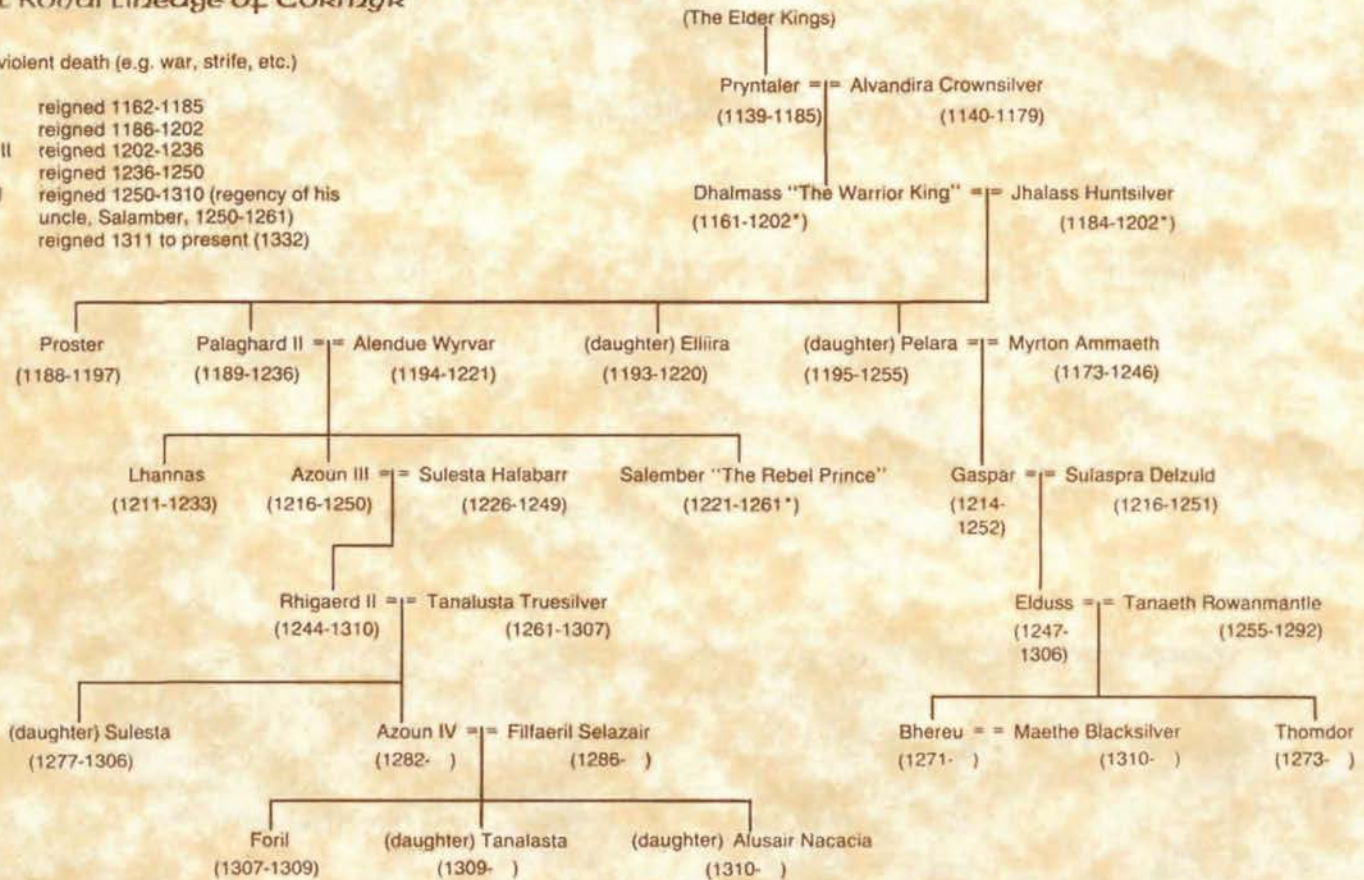 Royal Lineage of Cormyr
violent death (e.g. war, strife, etc.)
reigned 1162-1185
reigned 1186-1202
II reigned 1202-1236
reigned 1236-1250
reigned 1250-1310 (regency of his
uncle, Salamber, 1250-1261)
reigned 1311 to present (1332)
(The Elder Kings)
Pryntaler == Alvandira Crownsilver
(1139-1185) (1140-1179)
Dhalmass "The Warrior King" == Jhalass Huntsilver
(1161-1202*) (1184-1202*)
Proster Palaghard II == Alendue Wyrvar (daughter) Elliira (daughter) Pelara == Myrton Ammaeth
(1188-1197) (1189-1236) (1194-1221) (1193-1220) (1195-1255) (1173-1246)
Lhannas Azoun III == Sulesta Halabarr Salember "The Rebel Prince" Gaspar == Sulaspra Delzuld
(1211-1233) (1216-1250) (1226-1249) (1221-1261*) (1214- (1216-1251)
1252)
Rhigaerd II == Tanalusta Truesilver Elduss == Tanaeth Rowanmantle
(1244-1310) (1261-1307) (1247- (1255-1292)
1306)
(daughter) Sulesta Azoun IV == Filfaeril Selazair Bhereu == Maethe Blacksilver Thomdor
(1277-1306) (1282- ) (1286- ) (1271- ) (1310- ) (1273- )
Foril (daughter) Tanalasta (daughter) Alusair Nacacia
(1307-1309) (1309- ) (1310- )